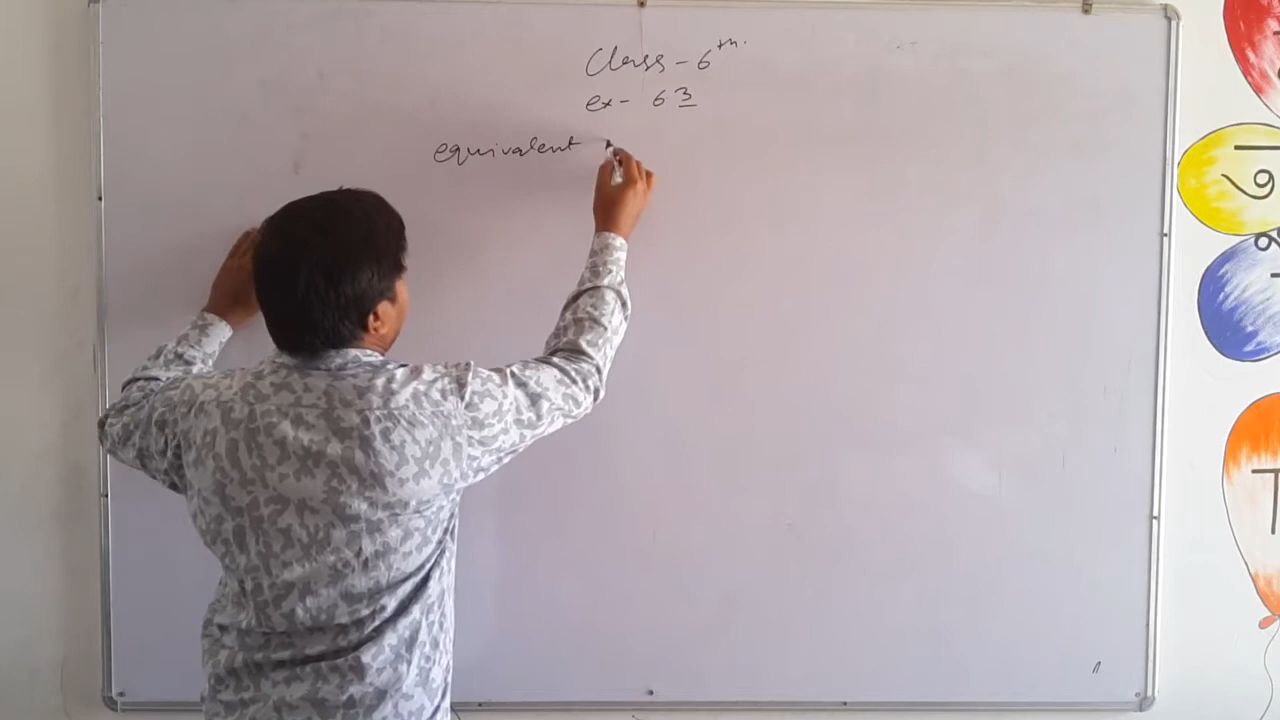 Class - 6th.
ex - 6 3
equivalent